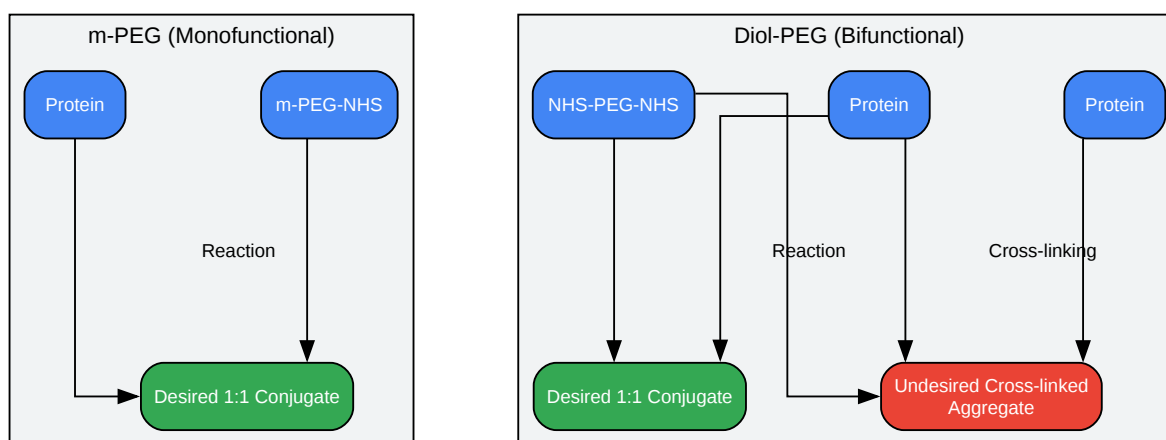 m-PEG (Monofunctional)
Protein
m-PEG-NHS
Reaction
Desired 1:1 Conjugate
Diol-PEG (Bifunctional)
NHS-PEG-NHS
Protein
Protein
Reaction
Cross-linking
Desired 1:1 Conjugate
Undesired Cross-linked
Aggregate